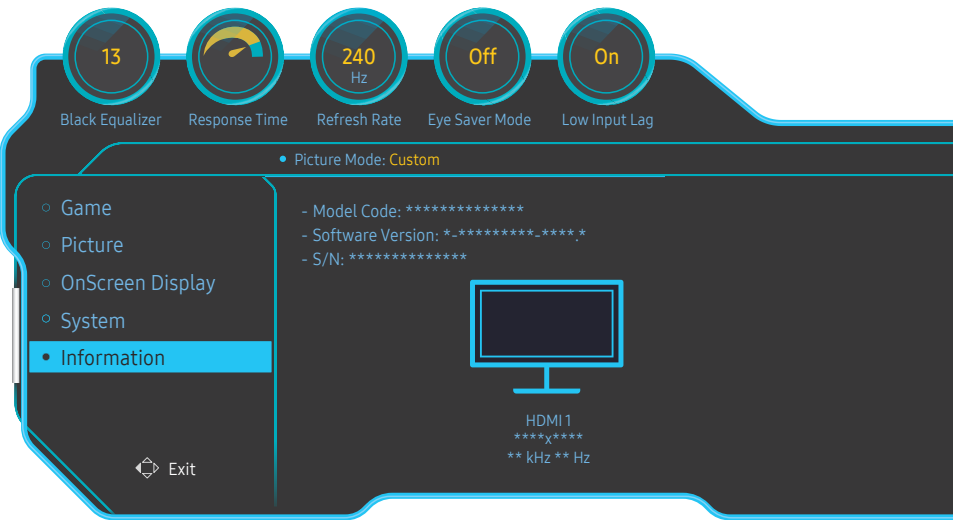 13
240
Hz
Off
On
Black Equalizer
Response Time
Refresh Rate
Eye Saver Mode
Low Input Lag
Picture Mode: Custom
Game
Picture
OnScreen Display
System
Information
- Model Code: **************
- Software Version: *-*********-****.*
- S/N: **************
HDMI 1
****x****
** kHz ** Hz
Exit